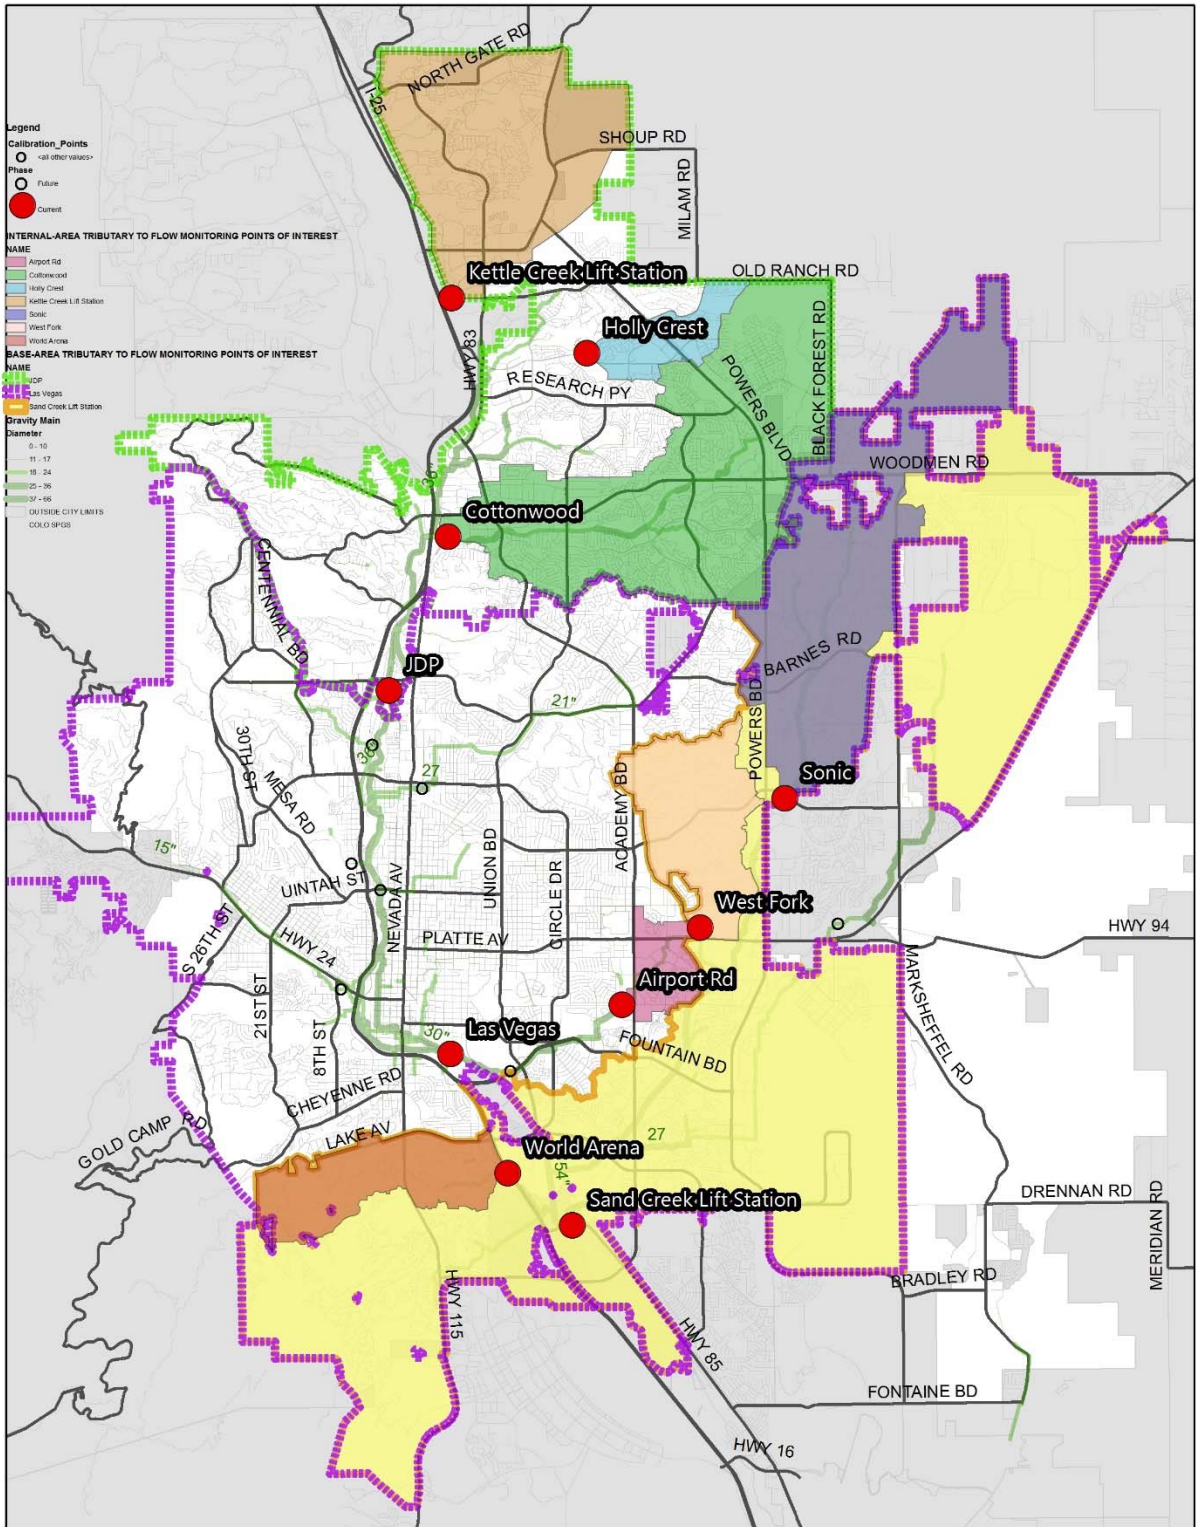 NORTH GATE RD
I-25
SHOUP RD
MILAM RD
Legend
Calibration_Points
<all other values>
Phase
Future
Current
INTERNAL-AREA TRIBUTARY TO FLOW MONITORING POINTS OF INTEREST
NAME
Airport Rd
Cottonwood
Holly Crest
Kettle Creek Lift Station
Sonic
West Fork
World Arena
BASE-AREA TRIBUTARY TO FLOW MONITORING POINTS OF INTEREST
NAME
JDP
Las Vegas
Sand Creek Lift Station
Gravity Main
Diameter
0 - 10
11 - 17
18 - 24
25 - 36
37 - 66
OUTSIDE CITY LIMITS
COLO SPGS
Kettle Creek Lift Station
OLD RANCH RD
Holly Crest
HWY 83
RESEARCH PY
POWERS BLVD
BLACK FOREST RD
WOODMEN RD
36"
Cottonwood
CENTENNIAL BD
BARNES RD
JDP
21"
POWERS BD
36"
30TH ST
27
ACADEMY BD
Sonic
MESA RD
15"
UINTAH ST
UNION BD
CIRCLE DR
NEVADA AV
West Fork
S 26TH ST
HWY 24
PLATTE AV
HWY 94
MARKSHEFFEL RD
Airport Rd
21ST ST
8TH ST
30"
Las Vegas
FOUNTAIN BD
CHEYENNE RD
GOLD CAMP RD
LAKE AV
27
World Arena
54"
Sand Creek Lift Station
DRENNAN RD
MERIDIAN RD
BRADLEY RD
HWY 115
HWY 85
FONTAINE BD
HWY 16